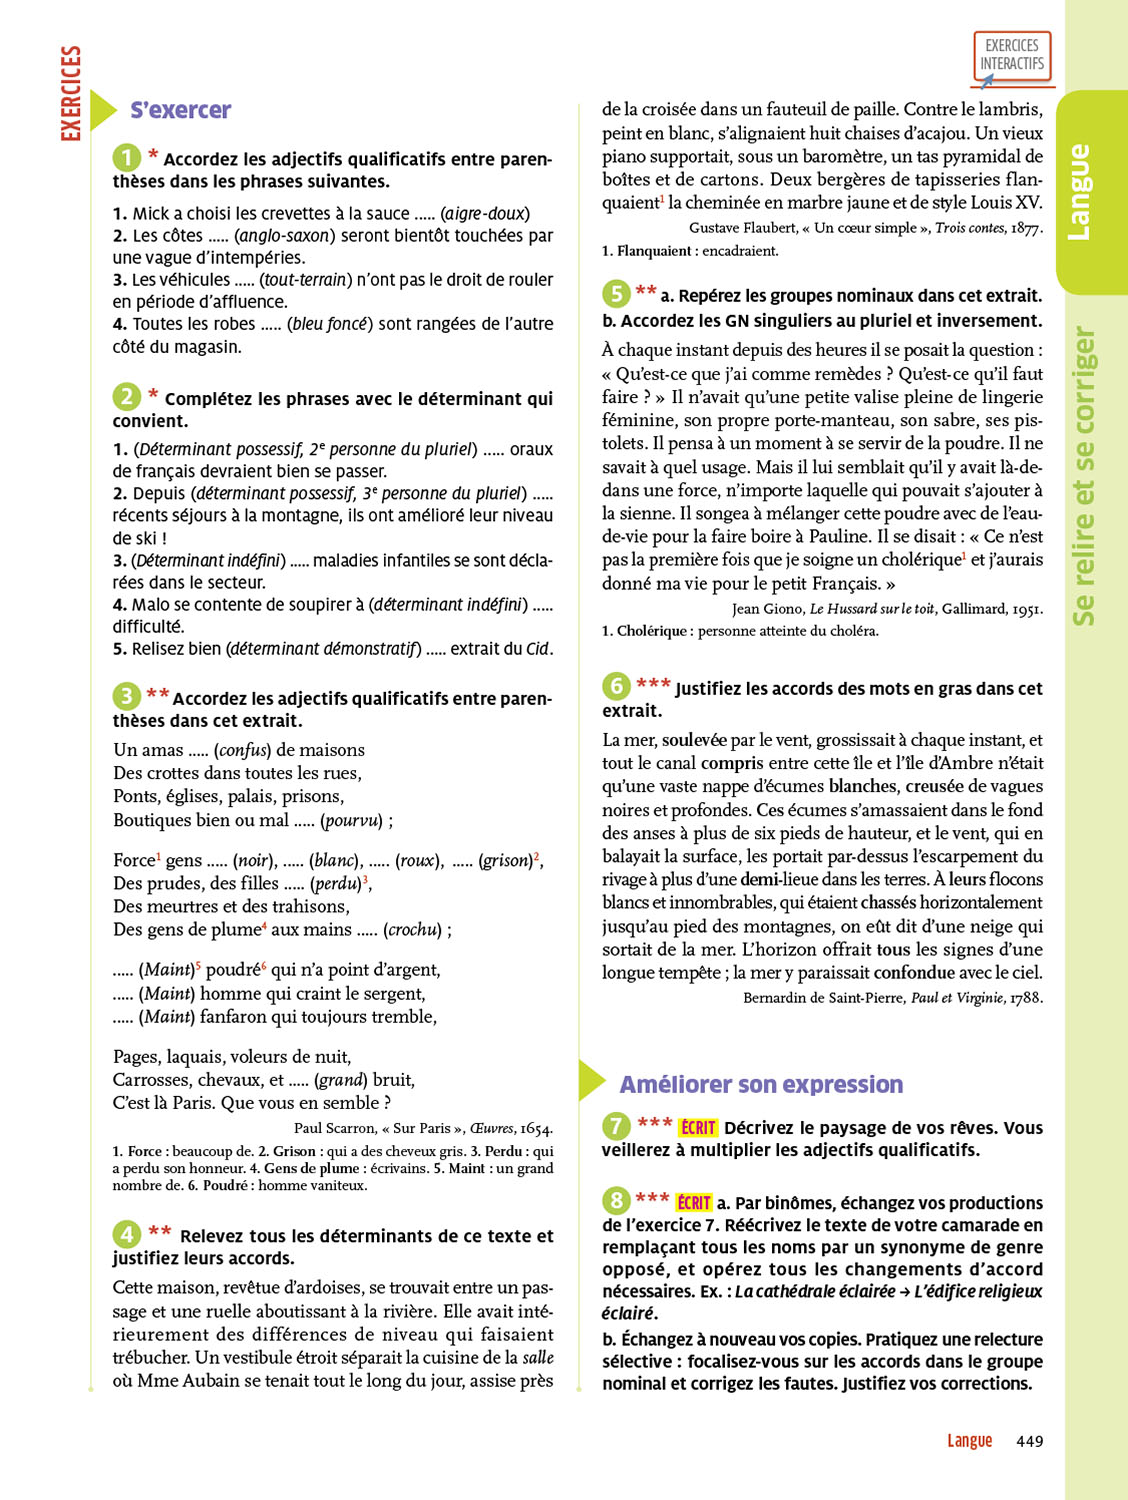 EXERCICES
EXERCICES
INTERACTIFS
S'exercer
1 * Accordez les adjectifs qualificatifs entre paren-
thèses dans les phrases suivantes.
1. Mick a choisi les crevettes à la sauce ..... (aigre-doux)
2. Les côtes ..... (anglo-saxon) seront bientôt touchées par
une vague d'intempéries.
3. Les véhicules ..... (tout-terrain) n'ont pas le droit de rouler
en période d'affluence.
4. Toutes les robes ..... (bleu foncé) sont rangées de l'autre
côté du magasin.
2 * Complétez les phrases avec le déterminant qui
convient.
1. (Déterminant possessif, 2e personne du pluriel) ..... oraux
de français devraient bien se passer.
2. Depuis (déterminant possessif, 3e personne du pluriel) .....
récents séjours à la montagne, ils ont amélioré leur niveau
de ski !
3. (Déterminant indéfini) ..... maladies infantiles se sont décla-
rées dans le secteur.
4. Malo se contente de soupirer à (déterminant indéfini) .....
difficulté.
5. Relisez bien (déterminant démonstratif) ..... extrait du Cid.
3 ** Accordez les adjectifs qualificatifs entre paren-
thèses dans cet extrait.
Un amas ..... (confus) de maisons
Des crottes dans toutes les rues,
Ponts, églises, palais, prisons,
Boutiques bien ou mal ..... (pourvu) ;
Force1 gens ..... (noir), ..... (blanc), ..... (roux), ..... (grison)2,
Des prudes, des filles ..... (perdu)3,
Des meurtres et des trahisons,
Des gens de plume4 aux mains ..... (crochu) ;
..... (Maint)5 poudré6 qui n'a point d'argent,
..... (Maint) homme qui craint le sergent,
..... (Maint) fanfaron qui toujours tremble,
Pages, laquais, voleurs de nuit,
Carrosses, chevaux, et ..... (grand) bruit,
C'est là Paris. Que vous en semble ?
Paul Scarron, « Sur Paris », Œuvres, 1654.
1. Force : beaucoup de. 2. Grison : qui a des cheveux gris. 3. Perdu : qui
a perdu son honneur. 4. Gens de plume : écrivains. 5. Maint : un grand
nombre de. 6. Poudré : homme vaniteux.
4 ** Relevez tous les déterminants de ce texte et
justifiez leurs accords.
Cette maison, revêtue d'ardoises, se trouvait entre un pas-
sage et une ruelle aboutissant à la rivière. Elle avait inté-
rieurement des différences de niveau qui faisaient
trébucher. Un vestibule étroit séparait la cuisine de la salle
où Mme Aubain se tenait tout le long du jour, assise près
de la croisée dans un fauteuil de paille. Contre le lambris,
peint en blanc, s'alignaient huit chaises d'acajou. Un vieux
piano supportait, sous un baromètre, un tas pyramidal de
boîtes et de cartons. Deux bergères de tapisseries flan-
quaient1 la cheminée en marbre jaune et de style Louis XV.
Gustave Flaubert, « Un cœur simple », Trois contes, 1877.
1. Flanquaient : encadraient.
5 ** a. Repérez les groupes nominaux dans cet extrait.
b. Accordez les GN singuliers au pluriel et inversement.
À chaque instant depuis des heures il se posait la question :
« Qu'est-ce que j'ai comme remèdes ? Qu'est-ce qu'il faut
faire ? » Il n'avait qu'une petite valise pleine de lingerie
féminine, son propre porte-manteau, son sabre, ses pis-
tolets. Il pensa à un moment à se servir de la poudre. Il ne
savait à quel usage. Mais il lui semblait qu'il y avait là-de-
dans une force, n'importe laquelle qui pouvait s'ajouter à
la sienne. Il songea à mélanger cette poudre avec de l'eau-
de-vie pour la faire boire à Pauline. Il se disait : « Ce n'est
pas la première fois que je soigne un cholérique1 et j'aurais
donné ma vie pour le petit Français. »
Jean Giono, Le Hussard sur le toit, Gallimard, 1951.
1. Cholérique : personne atteinte du choléra.
6 *** Justifiez les accords des mots en gras dans cet
extrait.
La mer, soulevée par le vent, grossissait à chaque instant, et
tout le canal compris entre cette île et l'île d'Ambre n'était
qu'une vaste nappe d'écumes blanches, creusée de vagues
noires et profondes. Ces écumes s'amassaient dans le fond
des anses à plus de six pieds de hauteur, et le vent, qui en
balayait la surface, les portait par-dessus l'escarpement du
rivage à plus d'une demi-lieue dans les terres. À leurs flocons
blancs et innombrables, qui étaient chassés horizontalement
jusqu'au pied des montagnes, on eût dit d'une neige qui
sortait de la mer. L'horizon offrait tous les signes d'une
longue tempête ; la mer y paraissait confondue avec le ciel.
Bernardin de Saint-Pierre, Paul et Virginie, 1788.
Améliorer son expression
7 *** ÉCRIT Décrivez le paysage de vos rêves. Vous
veillerez à multiplier les adjectifs qualificatifs.
8 *** ÉCRIT a. Par binômes, échangez vos productions
de l'exercice 7. Réécrivez le texte de votre camarade en
remplaçant tous les noms par un synonyme de genre
opposé, et opérez tous les changements d'accord
nécessaires. Ex. : La cathédrale éclairée → L'édifice religieux
éclairé.
b. Échangez à nouveau vos copies. Pratiquez une relecture
sélective : focalisez-vous sur les accords dans le groupe
nominal et corrigez les fautes. Justifiez vos corrections.
Langue
Se relire et se corriger
Langue 449